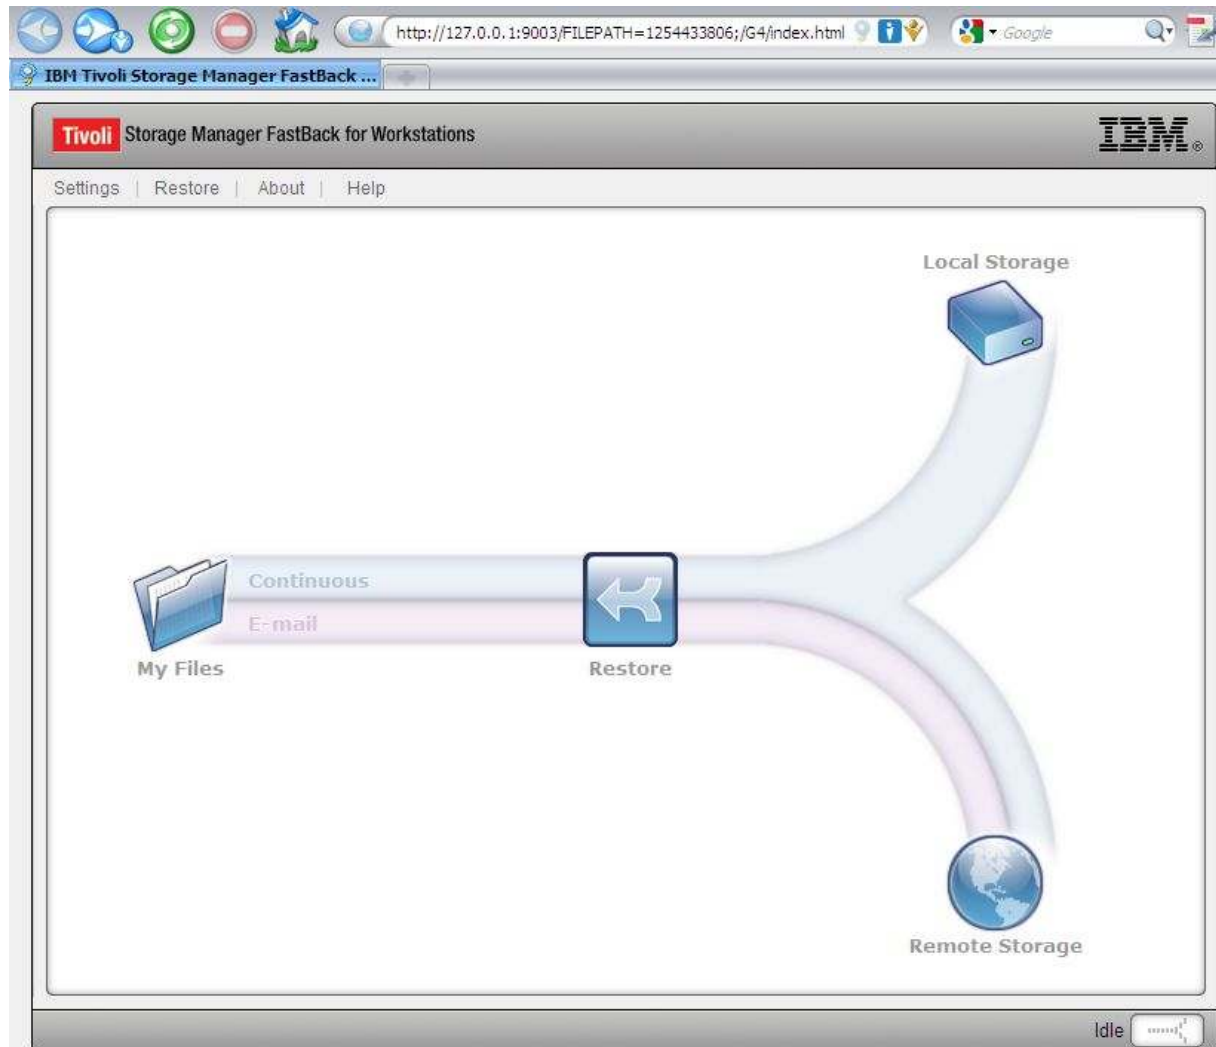 http://127.0.0.1:9003/FILEPATH=1254433806;/G4/index.html
Google
IBM Tivoli Storage Manager FastBack ...
Tivoli Storage Manager FastBack for Workstations
IBM®
Settings | Restore | About | Help
Local Storage
Continuous
E-mail
My Files
Restore
Remote Storage
Idle